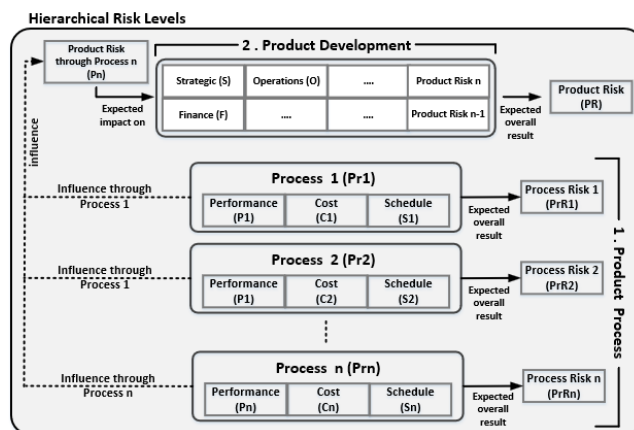 Hierarchical Risk Levels
Product Risk
through Process n
(Pn)
2 . Product Development
Strategic (S)
Operations (O)
....
Product Risk n
Finance (F)
....
....
Product Risk n-1
Expected
impact on
Expected
overall
result
Product Risk
(PR)
influence
Influence through
Process 1
Process 1 (Pr1)
Performance
(P1)
Cost
(C1)
Schedule
(S1)
Expected
overall
result
Process Risk 1
(PrR1)
Influence through
Process 1
Process 2 (Pr2)
Performance
(P1)
Cost
(C2)
Schedule
(S2)
Expected
overall
result
Process Risk 2
(PrR2)
Influence through
Process n
Process n (Prn)
Performance
(Pn)
Cost
(Cn)
Schedule
(Sn)
Expected
overall
result
Process Risk n
(PrRn)
1 . Product Process